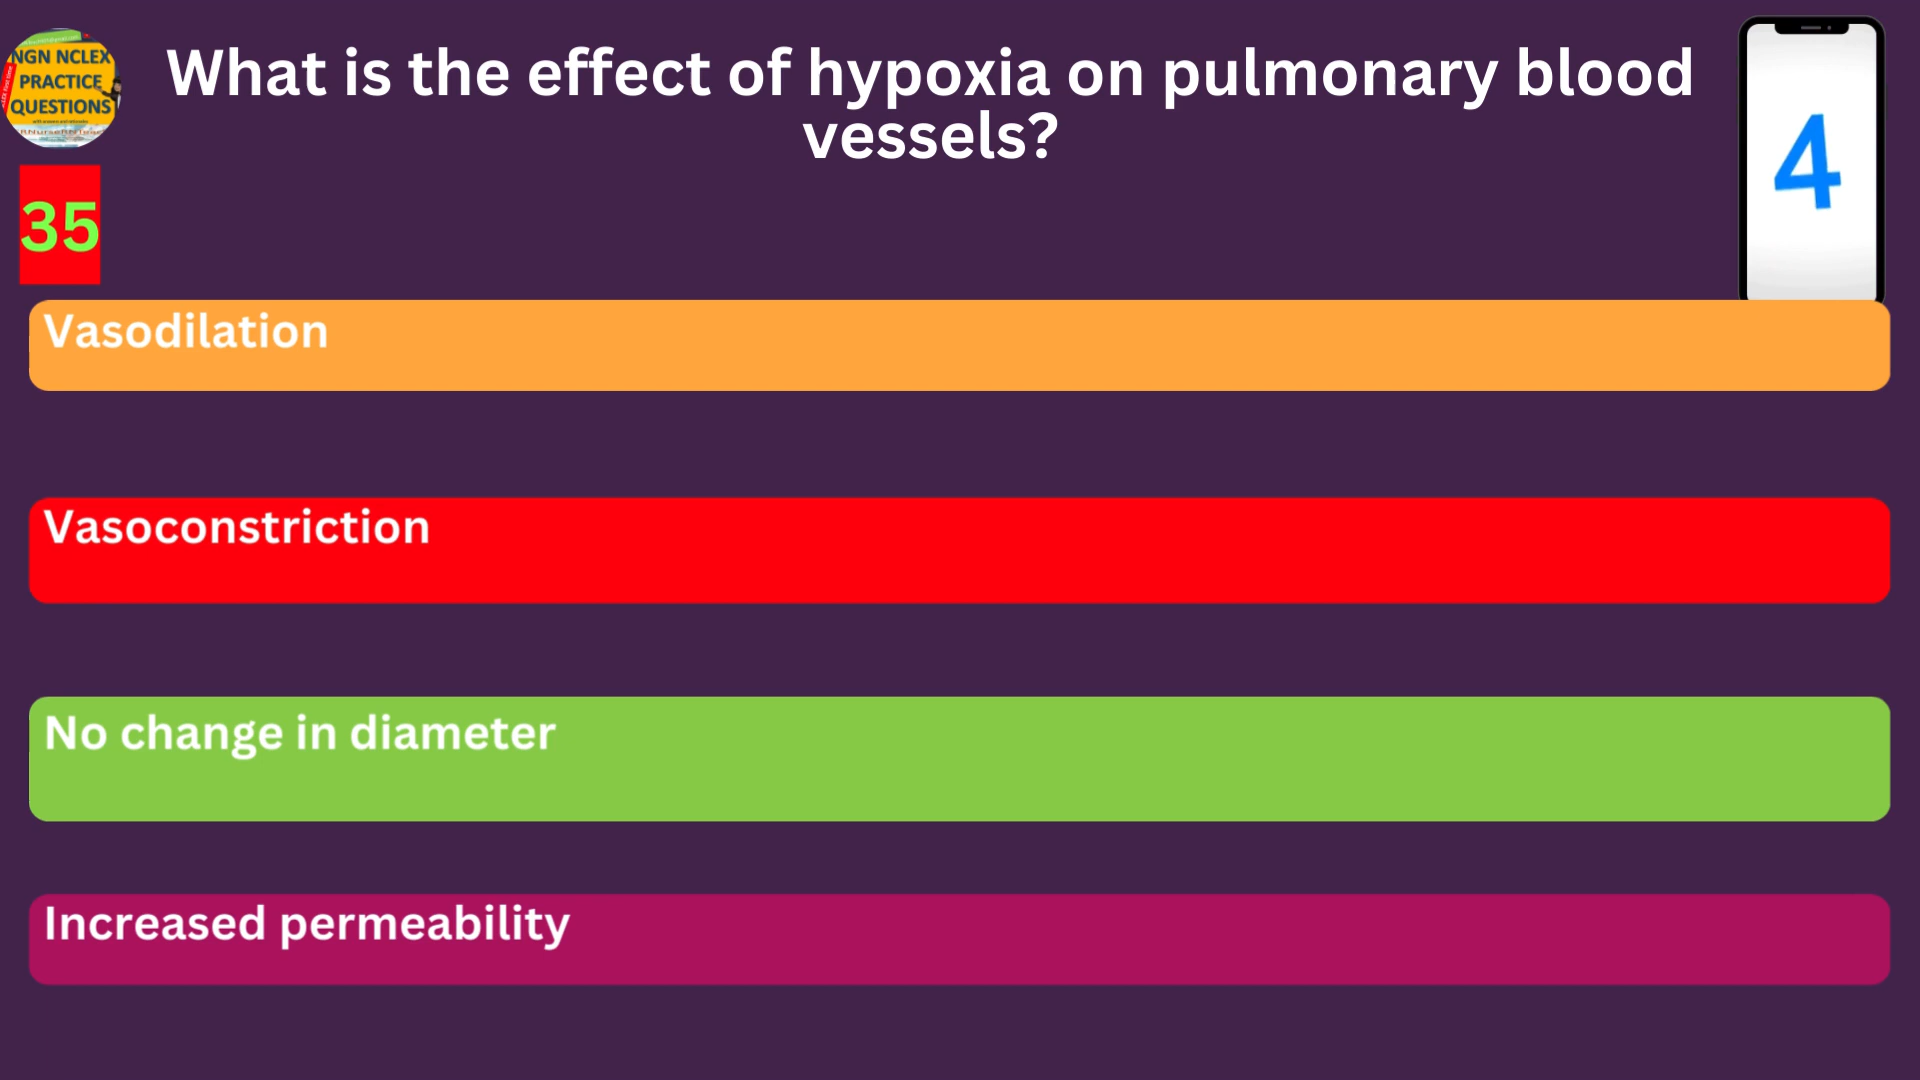 NGN NCLEX
PRACTICE
QUESTIONS
What is the effect of hypoxia on pulmonary blood
vessels?
4
35
Vasodilation
Vasoconstriction
No change in diameter
Increased permeability